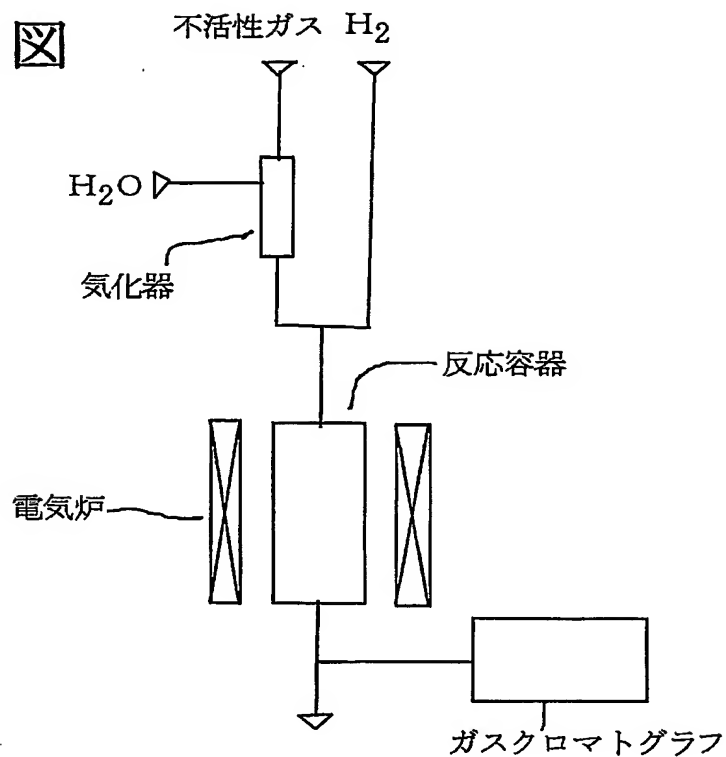 図
不活性ガス H₂
H₂O
気化器
反応容器
電気炉
ガスクロマトグラフ